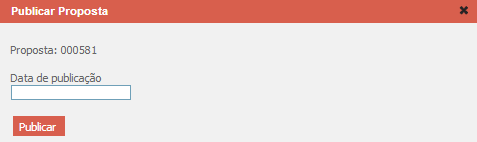 Publicar Proposta
Proposta: 000581
Data de publicação
Publicar